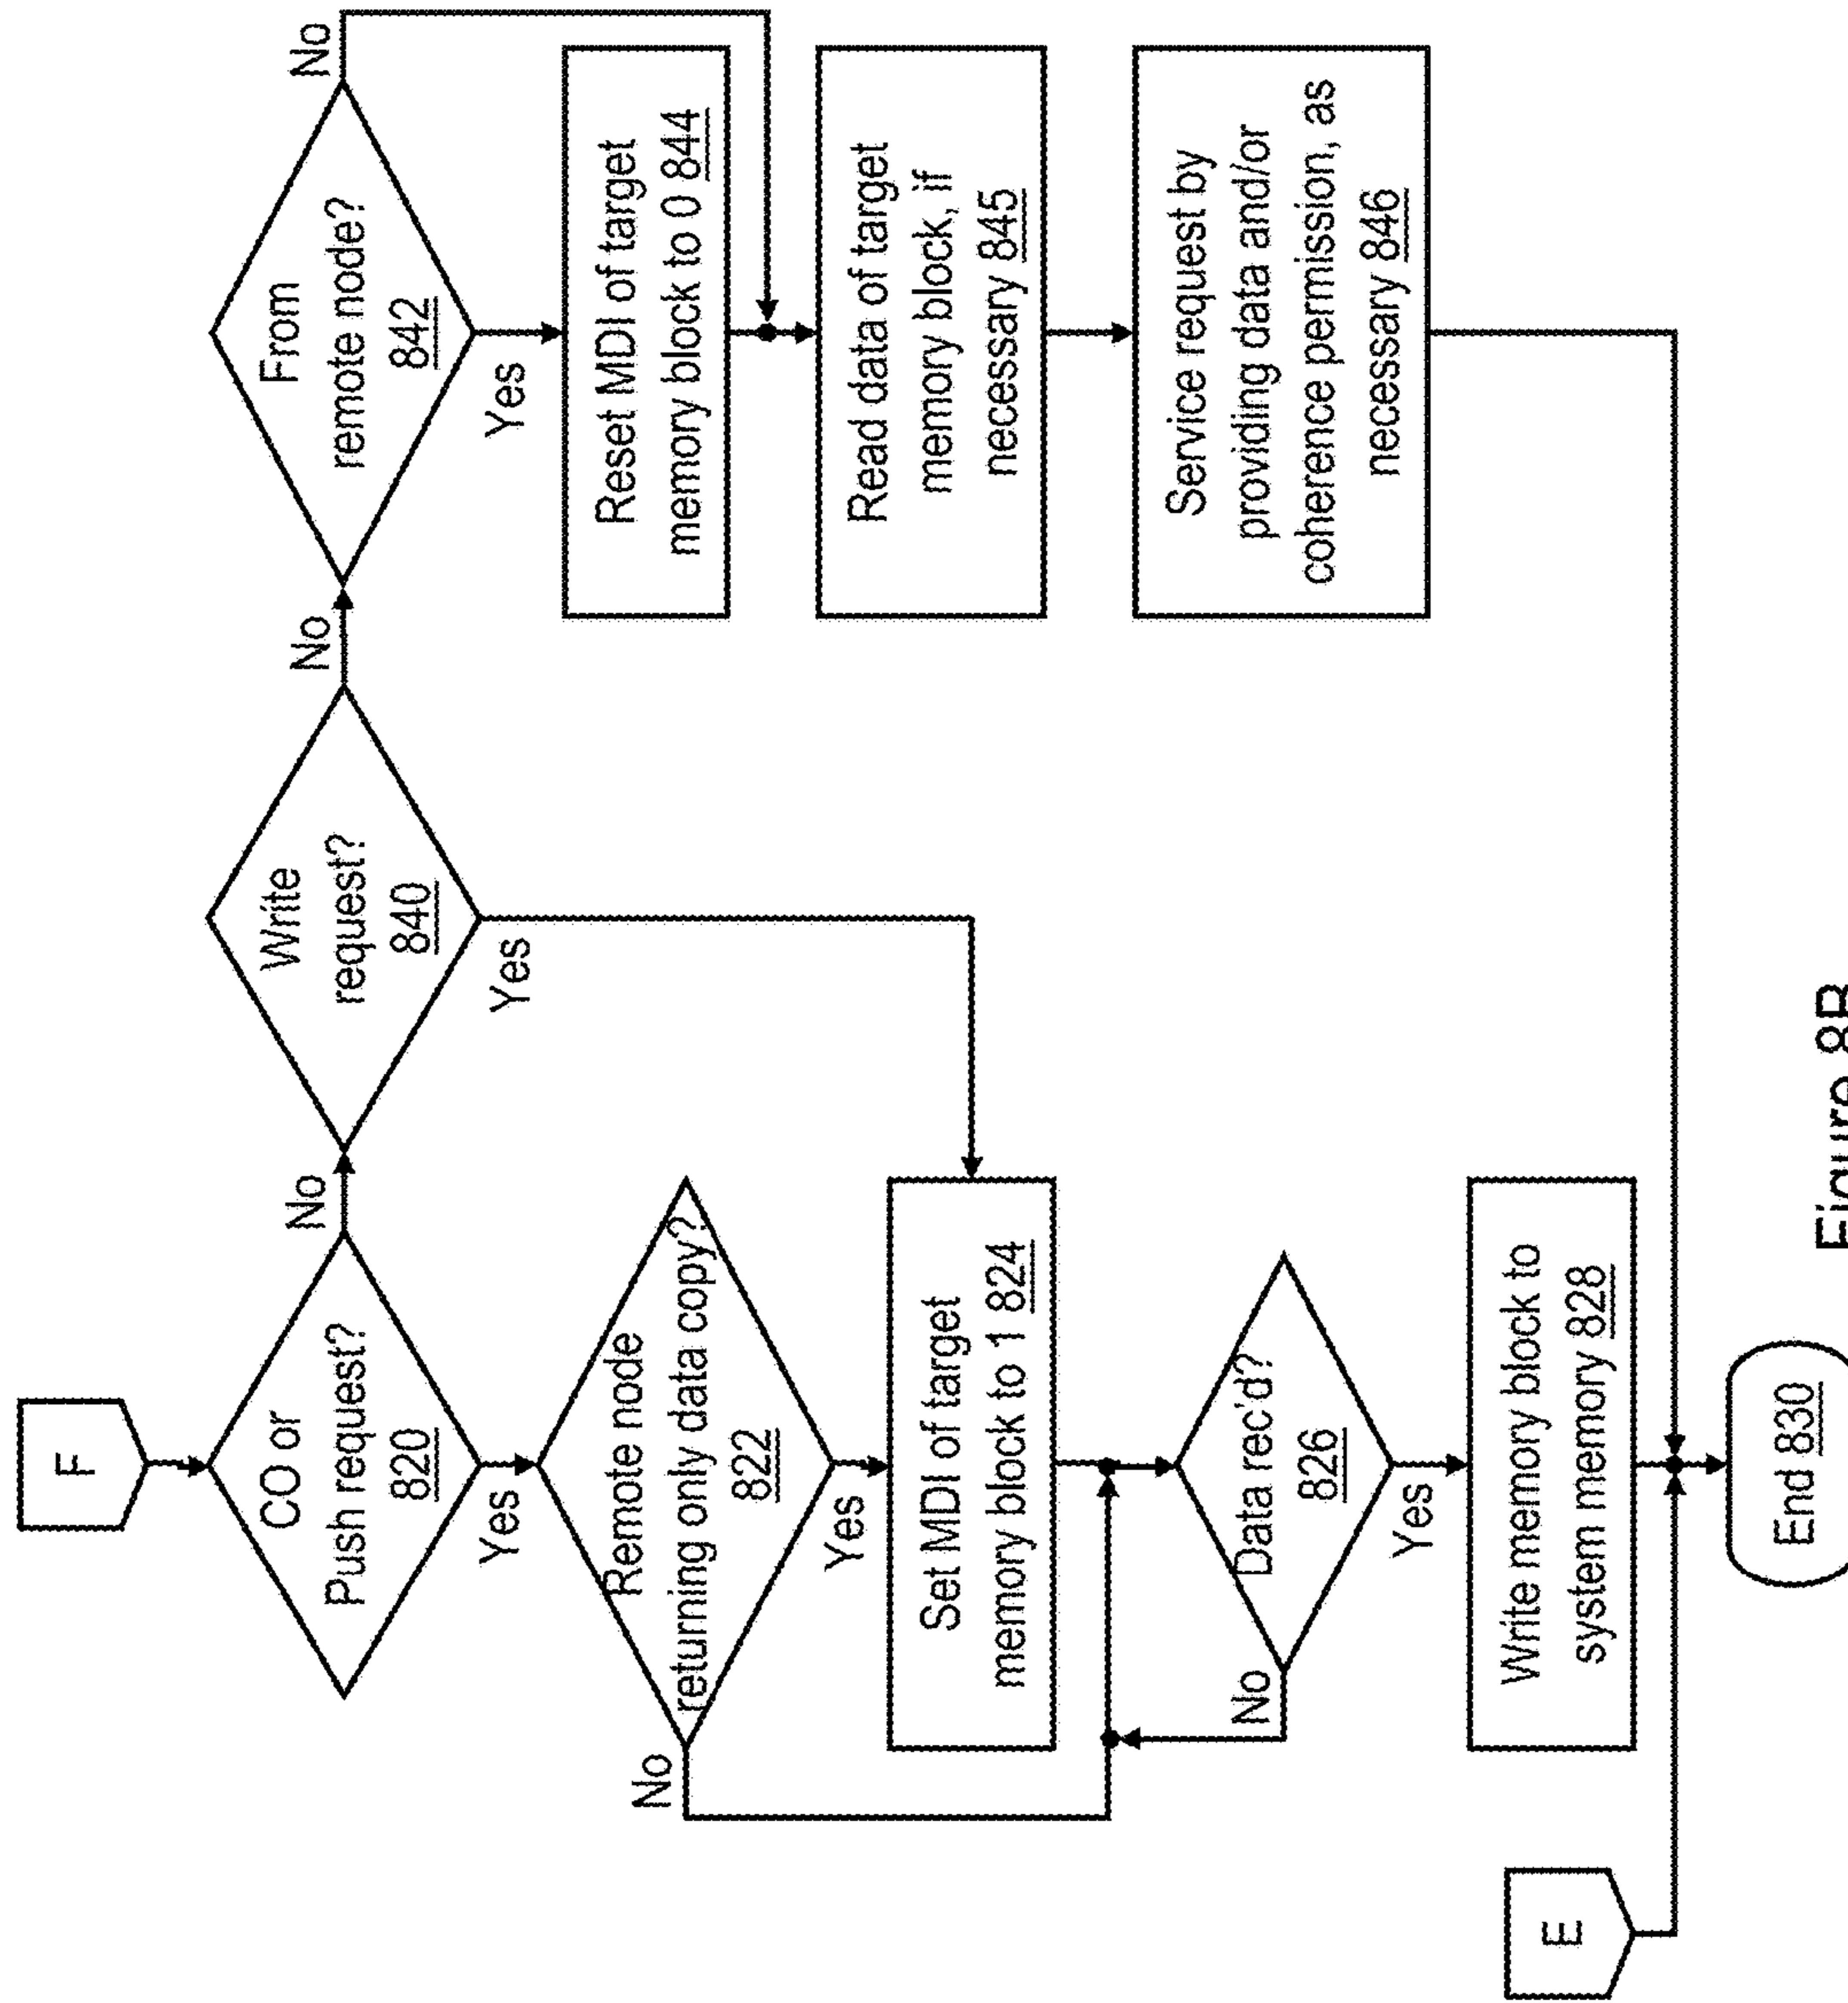 F
CO or
Push request?
820
No
Yes
Write
request?
840
No
Yes
From
remote node?
842
No
Yes
Remote node
returning only data copy?
822
No
Yes
Set MDI of target
memory block to 1 824
Reset MDI of target
memory block to 0 844
Read data of target
memory block, if
necessary 845
Data rec'd?
826
No
Yes
Service request by
providing data and/or
coherence permission, as
necessary 846
Write memory block to
system memory 828
E
End 830
Figure 8B